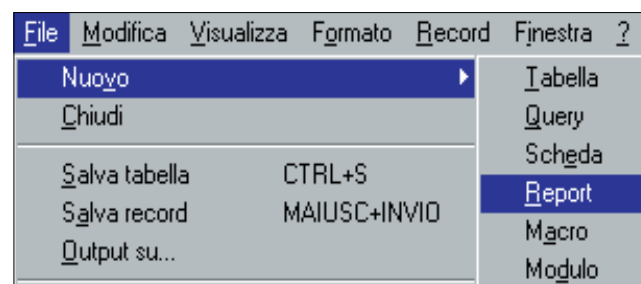 File Modifica Visualizza Formato Record Finestra ?
Nuovo
Chiudi
Salva tabella CTRL+S
Salva record MAIUSC+INVIO
Output su...
Tabella
Query
Scheda
Report
Macro
Modulo